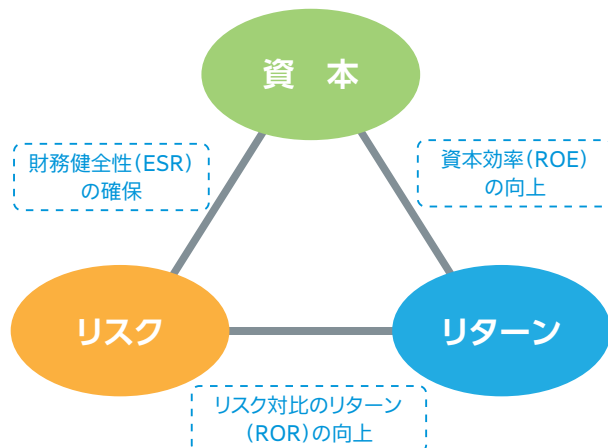 資　本
財務健全性(ESR)
の確保
資本効率(ROE)
の向上
リスク
リターン
リスク対比のリターン
(ROR)の向上